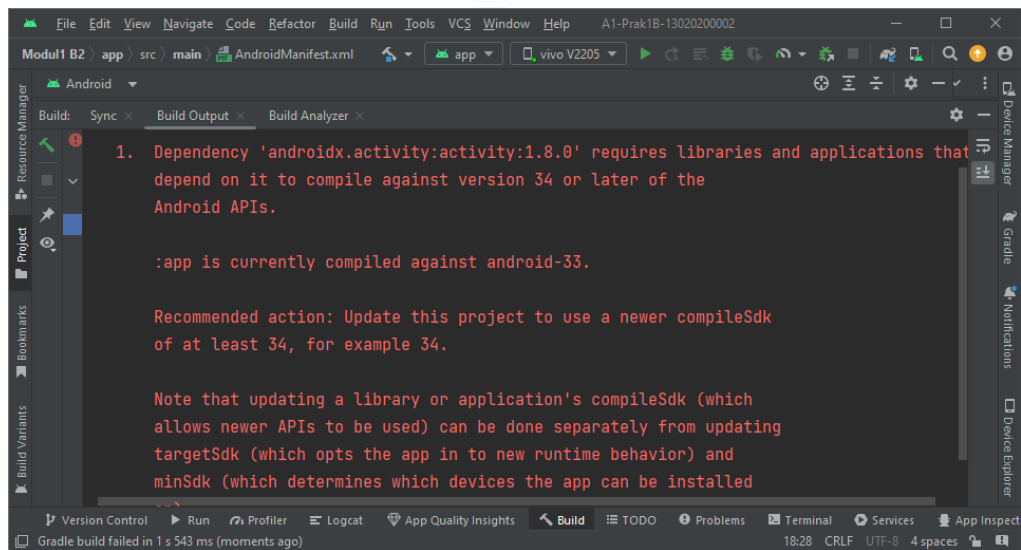 File Edit View Navigate Code Refactor Build Run Tools VCS Window Help A1-Prak1B-13020200002
Modul1 B2 app src main AndroidManifest.xml app vivo V2205
Android
Build: Sync Build Output Build Analyzer
1. Dependency 'androidx.activity:activity:1.8.0' requires libraries and applications that
depend on it to compile against version 34 or later of the
Android APIs.
:app is currently compiled against android-33.
Recommended action: Update this project to use a newer compileSdk
of at least 34, for example 34.
Note that updating a library or application's compileSdk (which
allows newer APIs to be used) can be done separately from updating
targetSdk (which opts the app in to new runtime behavior) and
minSdk (which determines which devices the app can be installed
Resource Manager
Project
Bookmarks
Build Variants
Device Manager
Gradle
Notifications
Device Explorer
Version Control Run Profiler Logcat App Quality Insights Build TODO Problems Terminal Services App Inspect
Gradle build failed in 1 s 543 ms (moments ago) 18:28 CRLF UTF-8 4 spaces